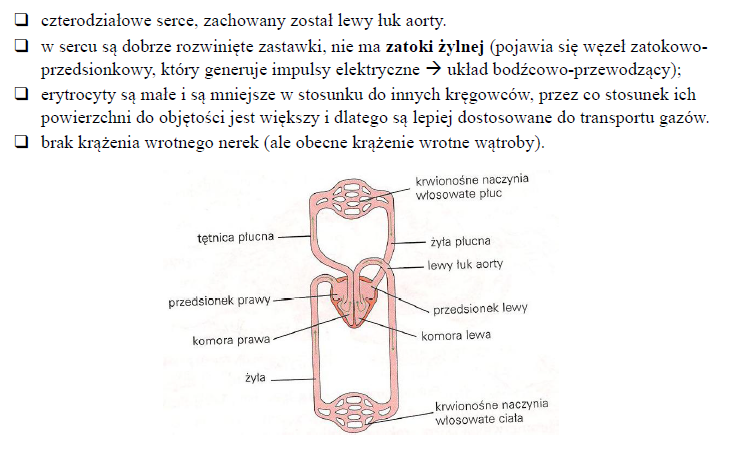 ❑ czterodziałowe serce, zachowany został lewy łuk aorty.
❑ w sercu są dobrze rozwinięte zastawki, nie ma zatoki żylnej (pojawia się węzeł zatokowo-
przedsionkowy, który generuje impulsy elektryczne → układ bodźcowo-przewodzący);
❑ erytrocyty są małe i są mniejsze w stosunku do innych kręgowców, przez co stosunek ich
powierzchni do objętości jest większy i dlatego są lepiej dostosowane do transportu gazów.
❑ brak krążenia wrotnego nerek (ale obecne krążenie wrotne wątroby).
krwionośne naczynia
włosowate płuc
tętnica płucna
żyła płucna
lewy łuk aorty
przedsionek prawy
przedsionek lewy
komora prawa
komora lewa
żyła
krwionośne naczynia
włosowate ciała